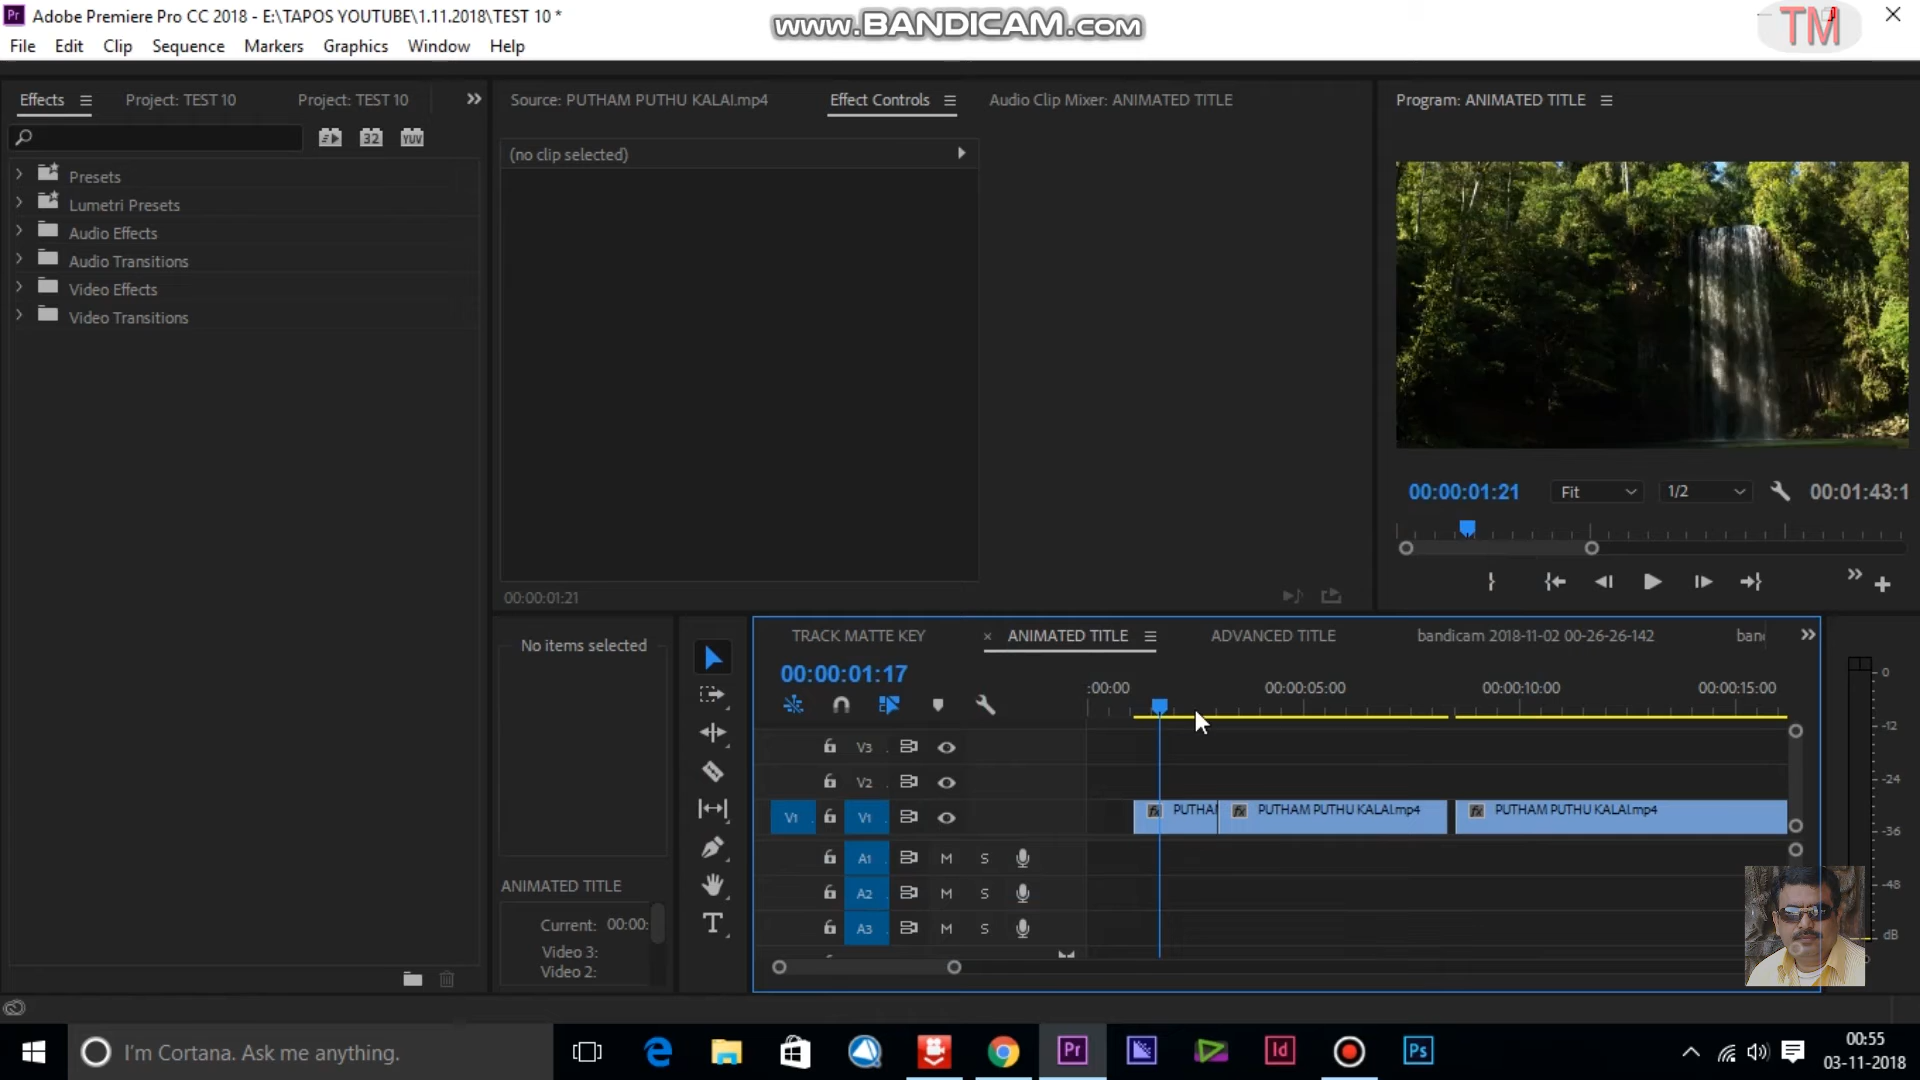 Adobe Premiere Pro CC 2018 - E:\TAPOS YOUTUBE\1.11.2018\TEST 10 *
www.BANDICAM.com
TM
File Edit Clip Sequence Markers Graphics Window Help
Effects Project: TEST 10 Project: TEST 10
Source: PUTHAM PUTHU KALAI.mp4 Effect Controls Audio Clip Mixer: ANIMATED TITLE
Program: ANIMATED TITLE
32 YUV
(no clip selected)
Presets
Lumetri Presets
Audio Effects
Audio Transitions
Video Effects
Video Transitions
00:00:01:21 Fit 1/2 00:01:43:1
00:00:01:21
No items selected
TRACK MATTE KEY × ANIMATED TITLE ADVANCED TITLE bandicam 2018-11-02 00-26-26-142 ban
00:00:01:17
:00:00 00:00:05:00 00:00:10:00 00:00:15:00
V3
V2
V1 V1
PUTHA PUTHAM PUTHU KALAI.mp4 PUTHAM PUTHU KALAI.mp4
A1 M S
A2 M S
A3 M S
0
-12
-24
-36
-48
dB
ANIMATED TITLE
Current: 00:00:
Video 3:
Video 2:
I'm Cortana. Ask me anything.
Pr
Id
Ps
00:55
03-11-2018